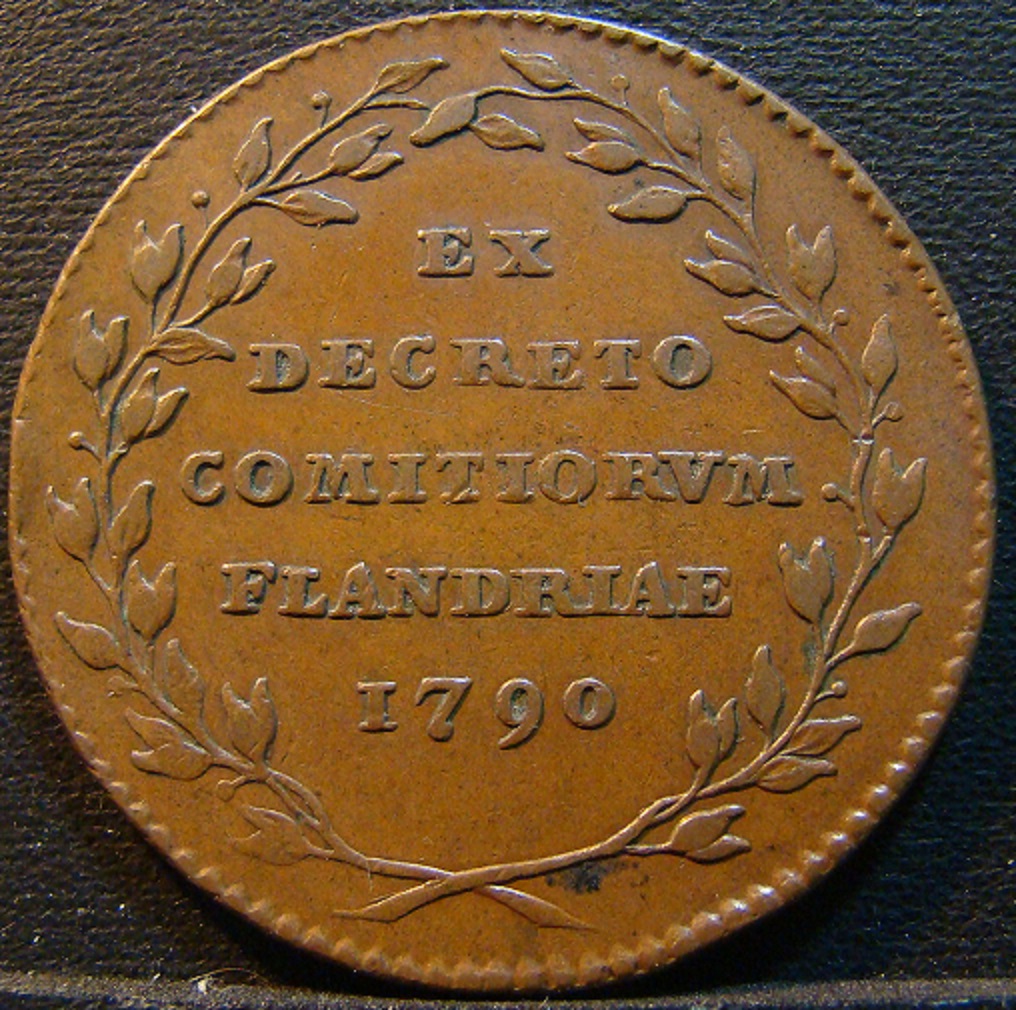 EX
DECRETO
COMITIORVM
FLANDRIAE
1790